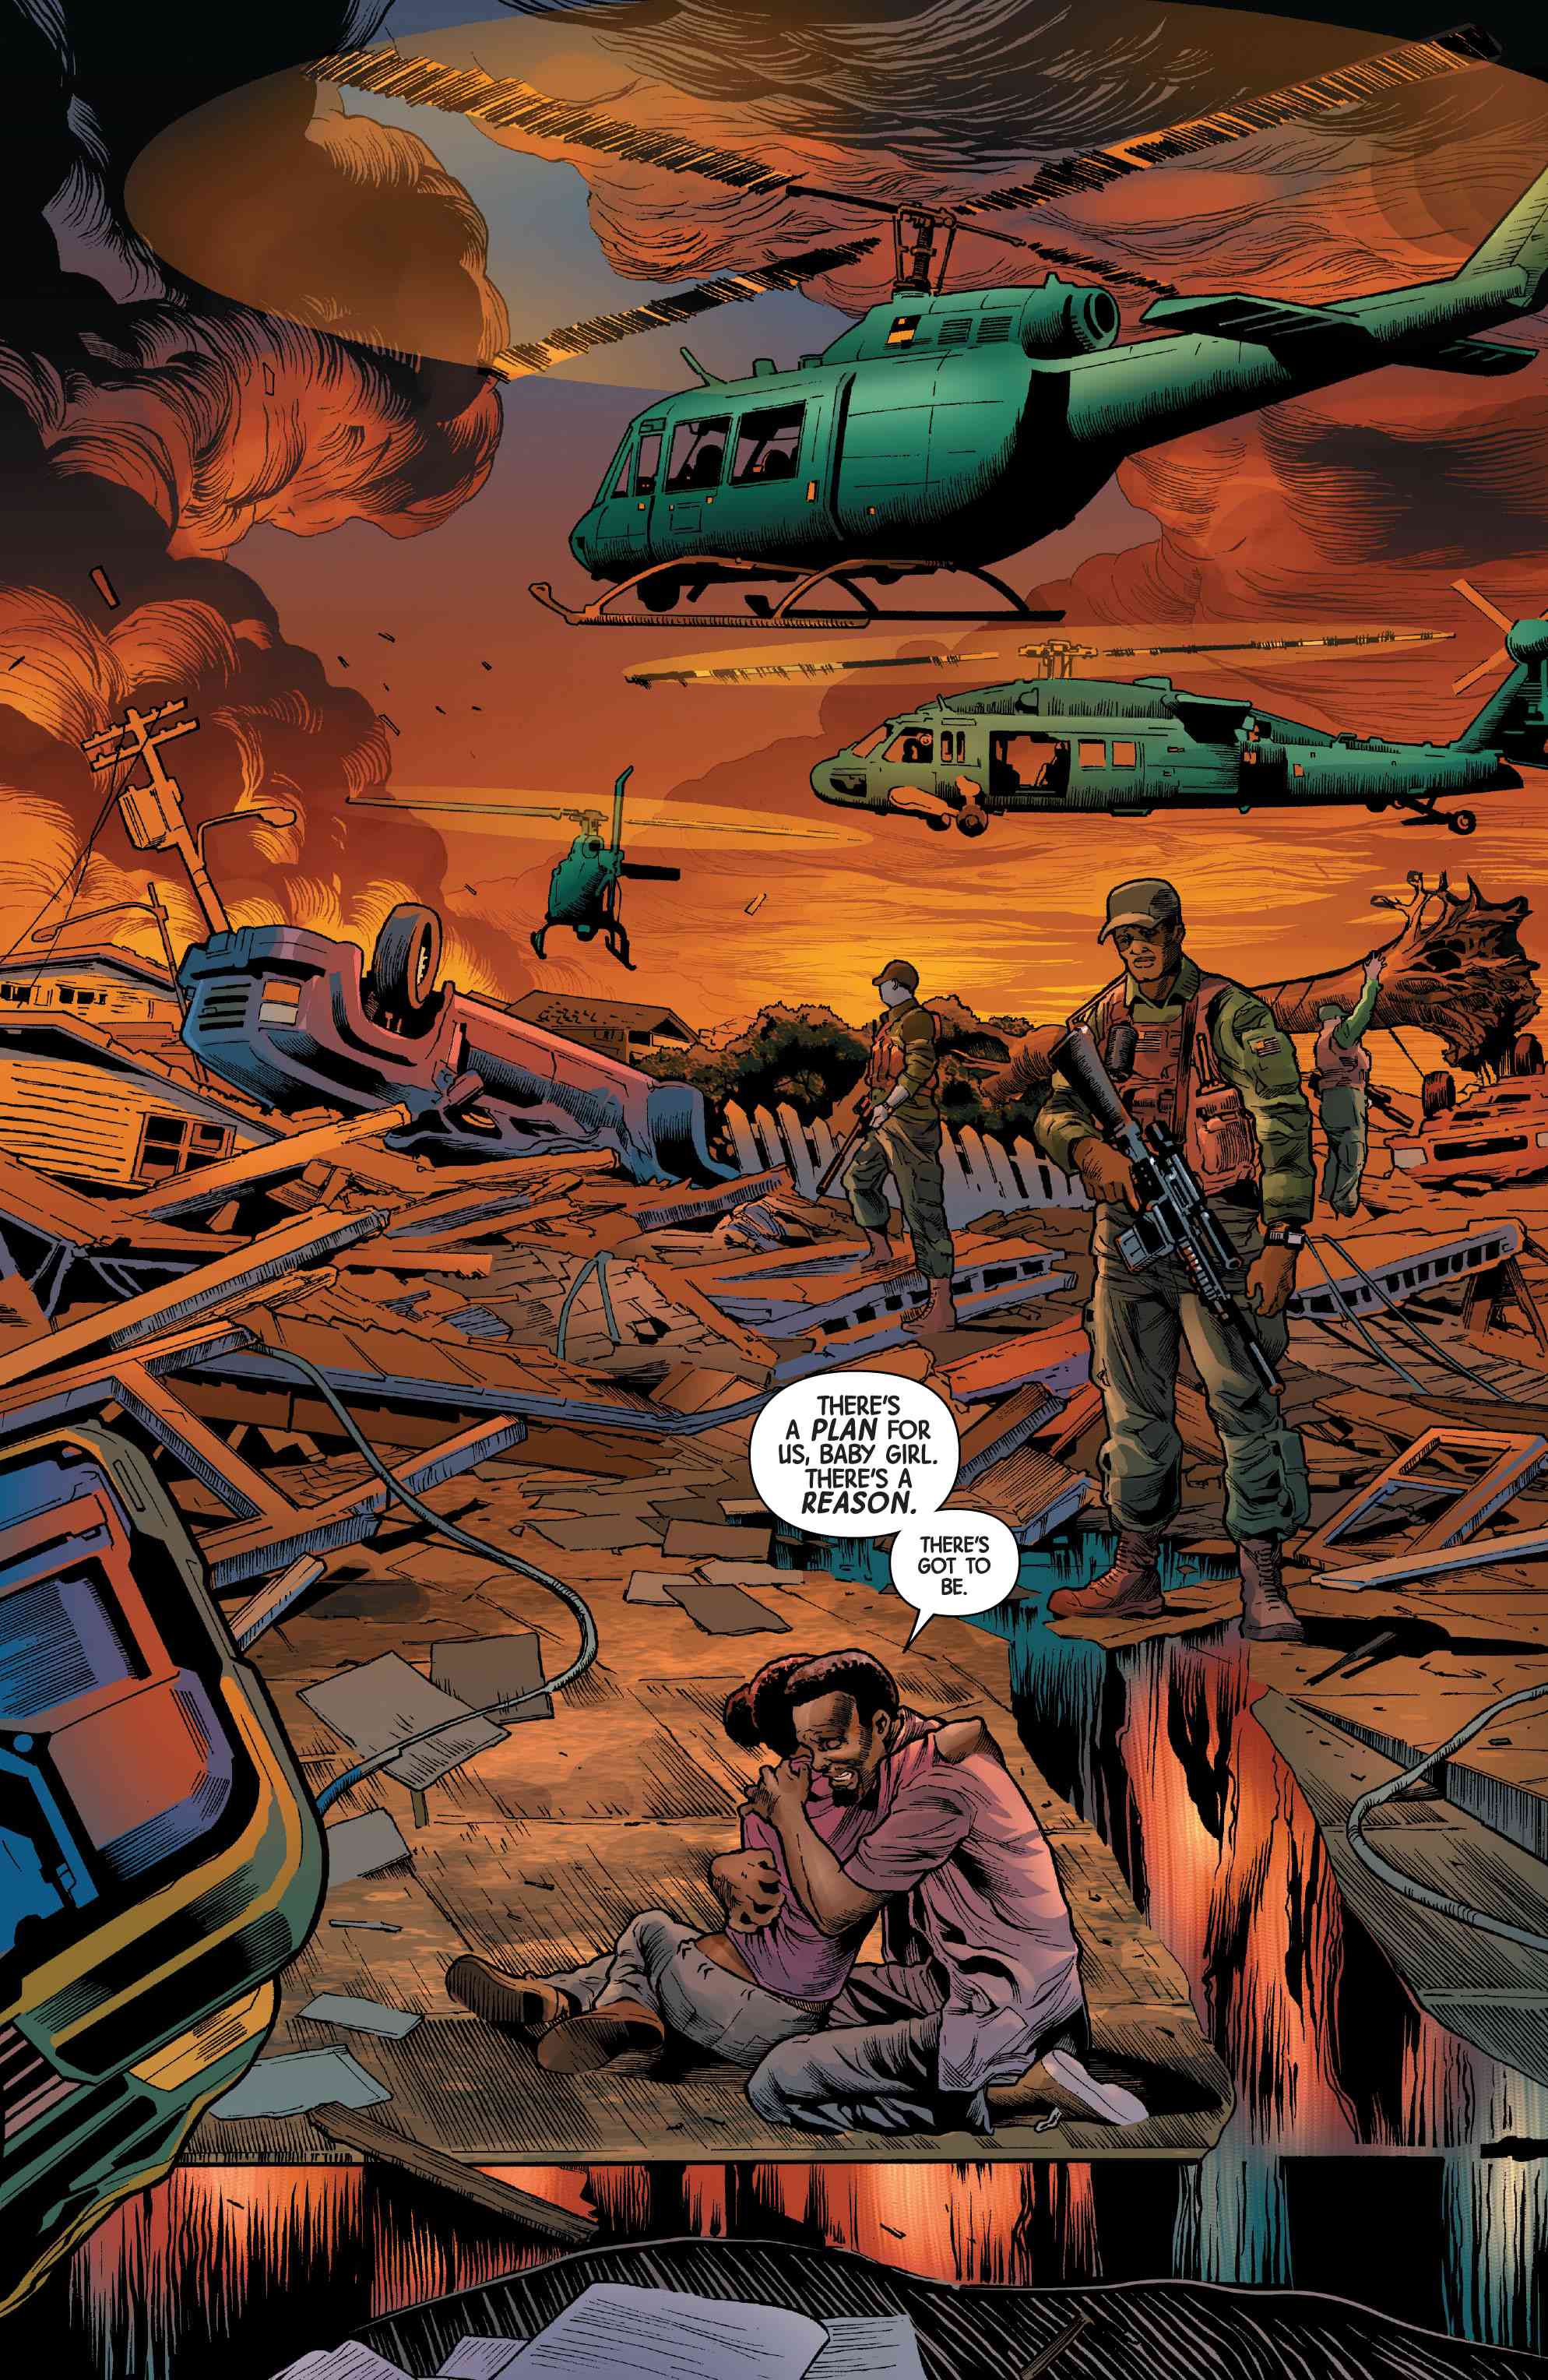 THERE'S
A PLAN FOR
US, BABY GIRL.
THERE'S A
REASON.
THERE'S
GOT TO
BE.